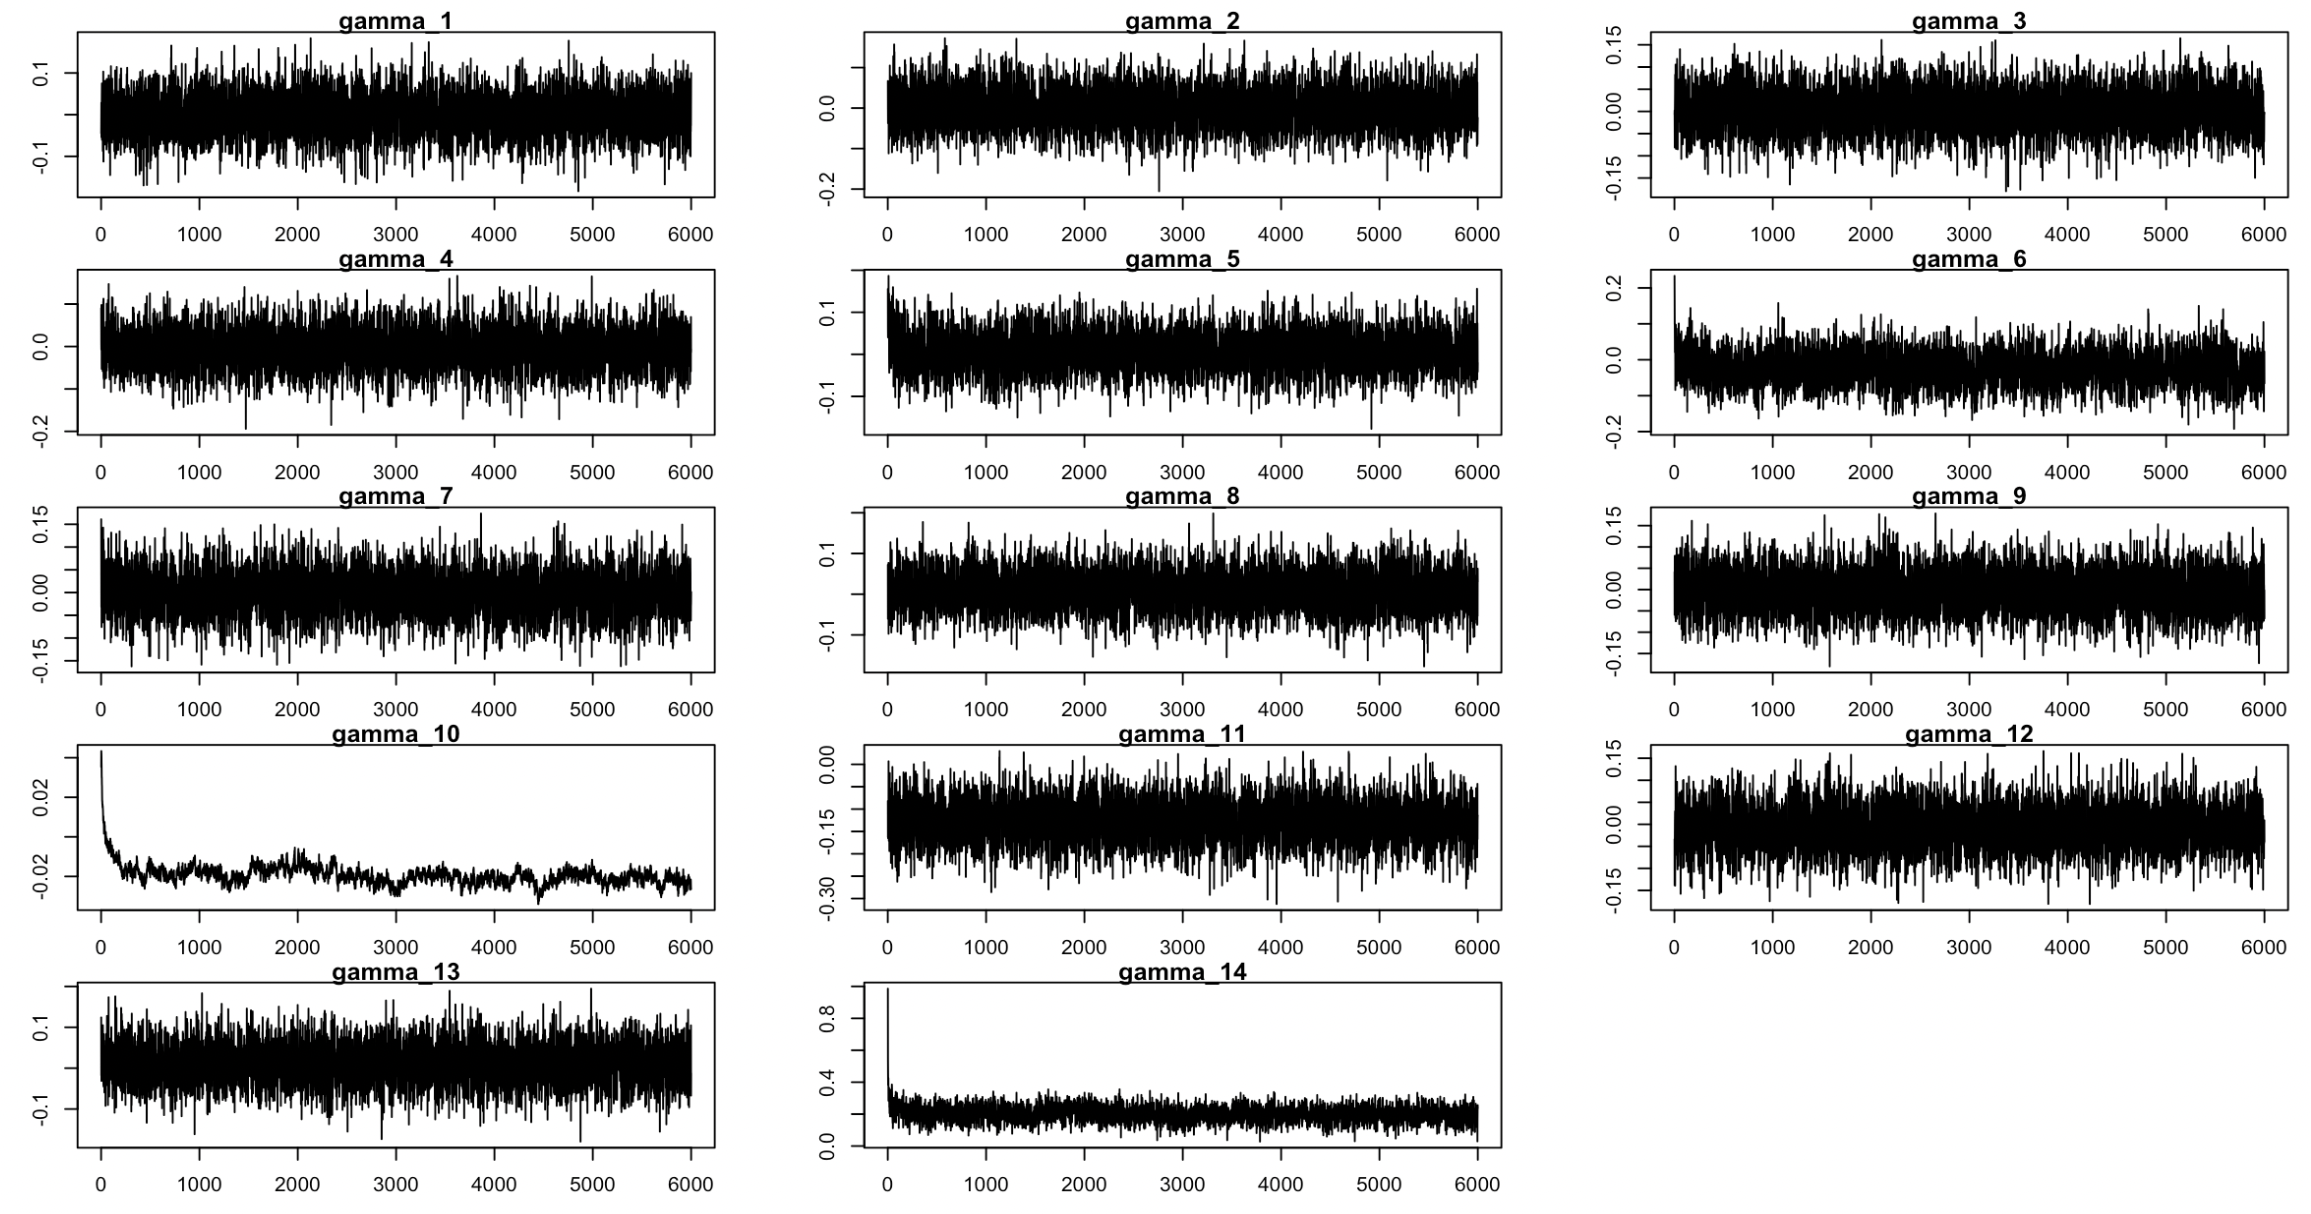 gamma_1 gamma_2 gamma_3
0.1 0.0 0.15
-0.1 -0.2 0.00
-0.15
0 1000 2000 3000 4000 5000 6000 0 1000 2000 3000 4000 5000 6000 0 1000 2000 3000 4000 5000 6000
gamma_4 gamma_5 gamma_6
0.0 0.1 0.2
-0.2 -0.1 0.0
-0.2
0 1000 2000 3000 4000 5000 6000 0 1000 2000 3000 4000 5000 6000 0 1000 2000 3000 4000 5000 6000
gamma_7 gamma_8 gamma_9
0.15 0.1 0.15
0.00 -0.1 0.00
-0.15 -0.15
0 1000 2000 3000 4000 5000 6000 0 1000 2000 3000 4000 5000 6000 0 1000 2000 3000 4000 5000 6000
gamma_10 gamma_11 gamma_12
0.02 0.00 0.15
-0.02 -0.15 0.00
-0.30 -0.15
0 1000 2000 3000 4000 5000 6000 0 1000 2000 3000 4000 5000 6000 0 1000 2000 3000 4000 5000 6000
gamma_13 gamma_14
0.1 0.8
-0.1 0.4
0.0
0 1000 2000 3000 4000 5000 6000 0 1000 2000 3000 4000 5000 6000